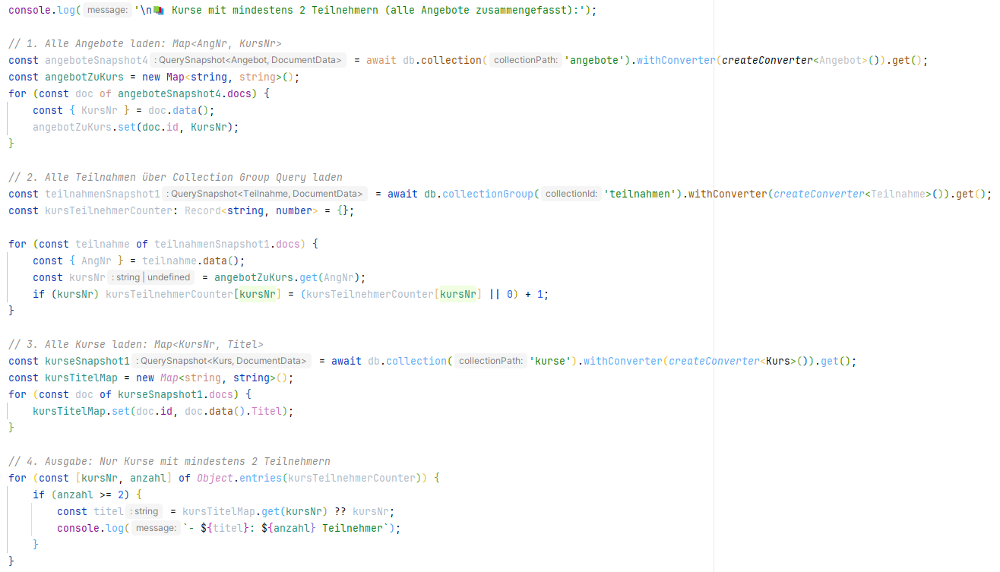 console.log( message: '\n📚 Kurse mit mindestens 2 Teilnehmern (alle Angebote zusammengefasst):');
// 1. Alle Angebote laden: Map<AngNr, KursNr>
const angeboteSnapshot4 : QuerySnapshot<Angebot, DocumentData> = await db.collection( collectionPath: 'angebote').withConverter(createConverter<Angebot>()).get();
const angebotZuKurs = new Map<string, string>();
for (const doc of angeboteSnapshot4.docs) {
    const { KursNr } = doc.data();
    angebotZuKurs.set(doc.id, KursNr);
}
// 2. Alle Teilnahmen über Collection Group Query laden
const teilnahmenSnapshot1 : QuerySnapshot<Teilnahme, DocumentData> = await db.collectionGroup( collectionId: 'teilnahmen').withConverter(createConverter<Teilnahme>()).get();
const kursTeilnehmerCounter: Record<string, number> = {};
for (const teilnahme of teilnahmenSnapshot1.docs) {
    const { AngNr } = teilnahme.data();
    const kursNr : string | undefined = angebotZuKurs.get(AngNr);
    if (kursNr) kursTeilnehmerCounter[kursNr] = (kursTeilnehmerCounter[kursNr] || 0) + 1;
}
// 3. Alle Kurse laden: Map<KursNr, Titel>
const kurseSnapshot1 : QuerySnapshot<Kurs, DocumentData> = await db.collection( collectionPath: 'kurse').withConverter(createConverter<Kurs>()).get();
const kursTitelMap = new Map<string, string>();
for (const doc of kurseSnapshot1.docs) {
    kursTitelMap.set(doc.id, doc.data().Titel);
}
// 4. Ausgabe: Nur Kurse mit mindestens 2 Teilnehmern
for (const [kursNr, anzahl] of Object.entries(kursTeilnehmerCounter)) {
    if (anzahl >= 2) {
        const titel : string = kursTitelMap.get(kursNr) ?? kursNr;
        console.log( message: `- ${titel}: ${anzahl} Teilnehmer`);
    }
}